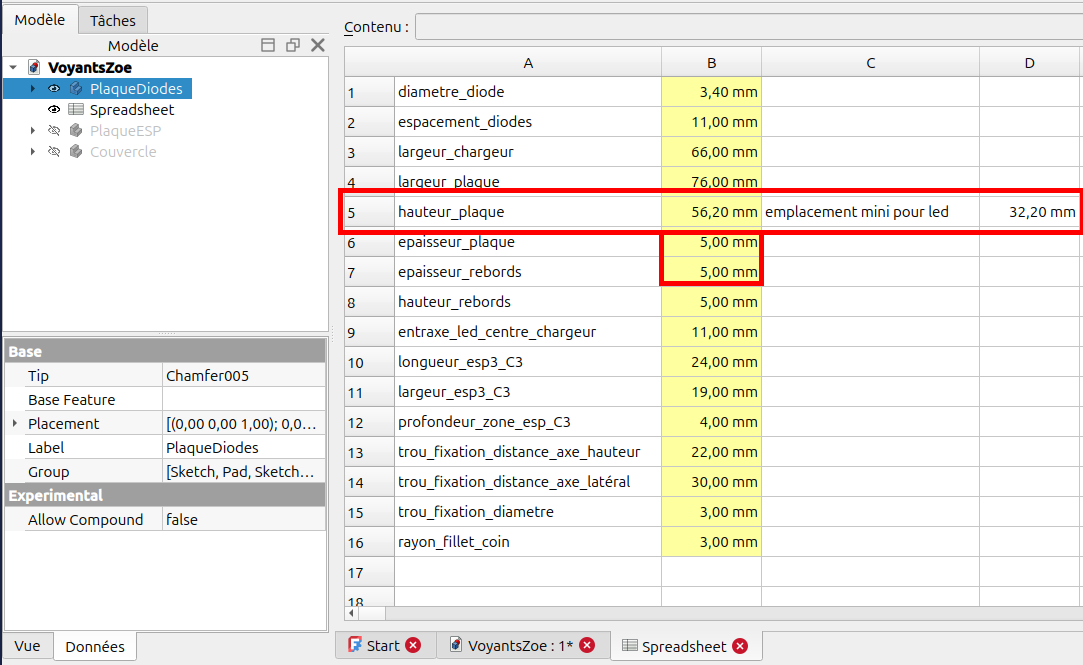 Modèle Tâches
Modèle
VoyantsZoe
PlaqueDiodes
Spreadsheet
PlaqueESP
Couvercle
Base
Tip Chamfer005
Base Feature
Placement [(0,00 0,00 1,00); 0,0...
Label PlaqueDiodes
Group [Sketch, Pad, Sketch...
Experimental
Allow Compound false
Vue Données
Contenu :
A B C D
1 diametre_diode 3,40 mm
2 espacement_diodes 11,00 mm
3 largeur_chargeur 66,00 mm
4 largeur_plaque 76,00 mm
5 hauteur_plaque 56,20 mm emplacement mini pour led 32,20 mm
6 epaisseur_plaque 5,00 mm
7 epaisseur_rebords 5,00 mm
8 hauteur_rebords 5,00 mm
9 entraxe_led_centre_chargeur 11,00 mm
10 longueur_esp3_C3 24,00 mm
11 largeur_esp3_C3 19,00 mm
12 profondeur_zone_esp_C3 4,00 mm
13 trou_fixation_distance_axe_hauteur 22,00 mm
14 trou_fixation_distance_axe_latéral 30,00 mm
15 trou_fixation_diametre 3,00 mm
16 rayon_fillet_coin 3,00 mm
17
18
Start VoyantsZoe : 1* Spreadsheet